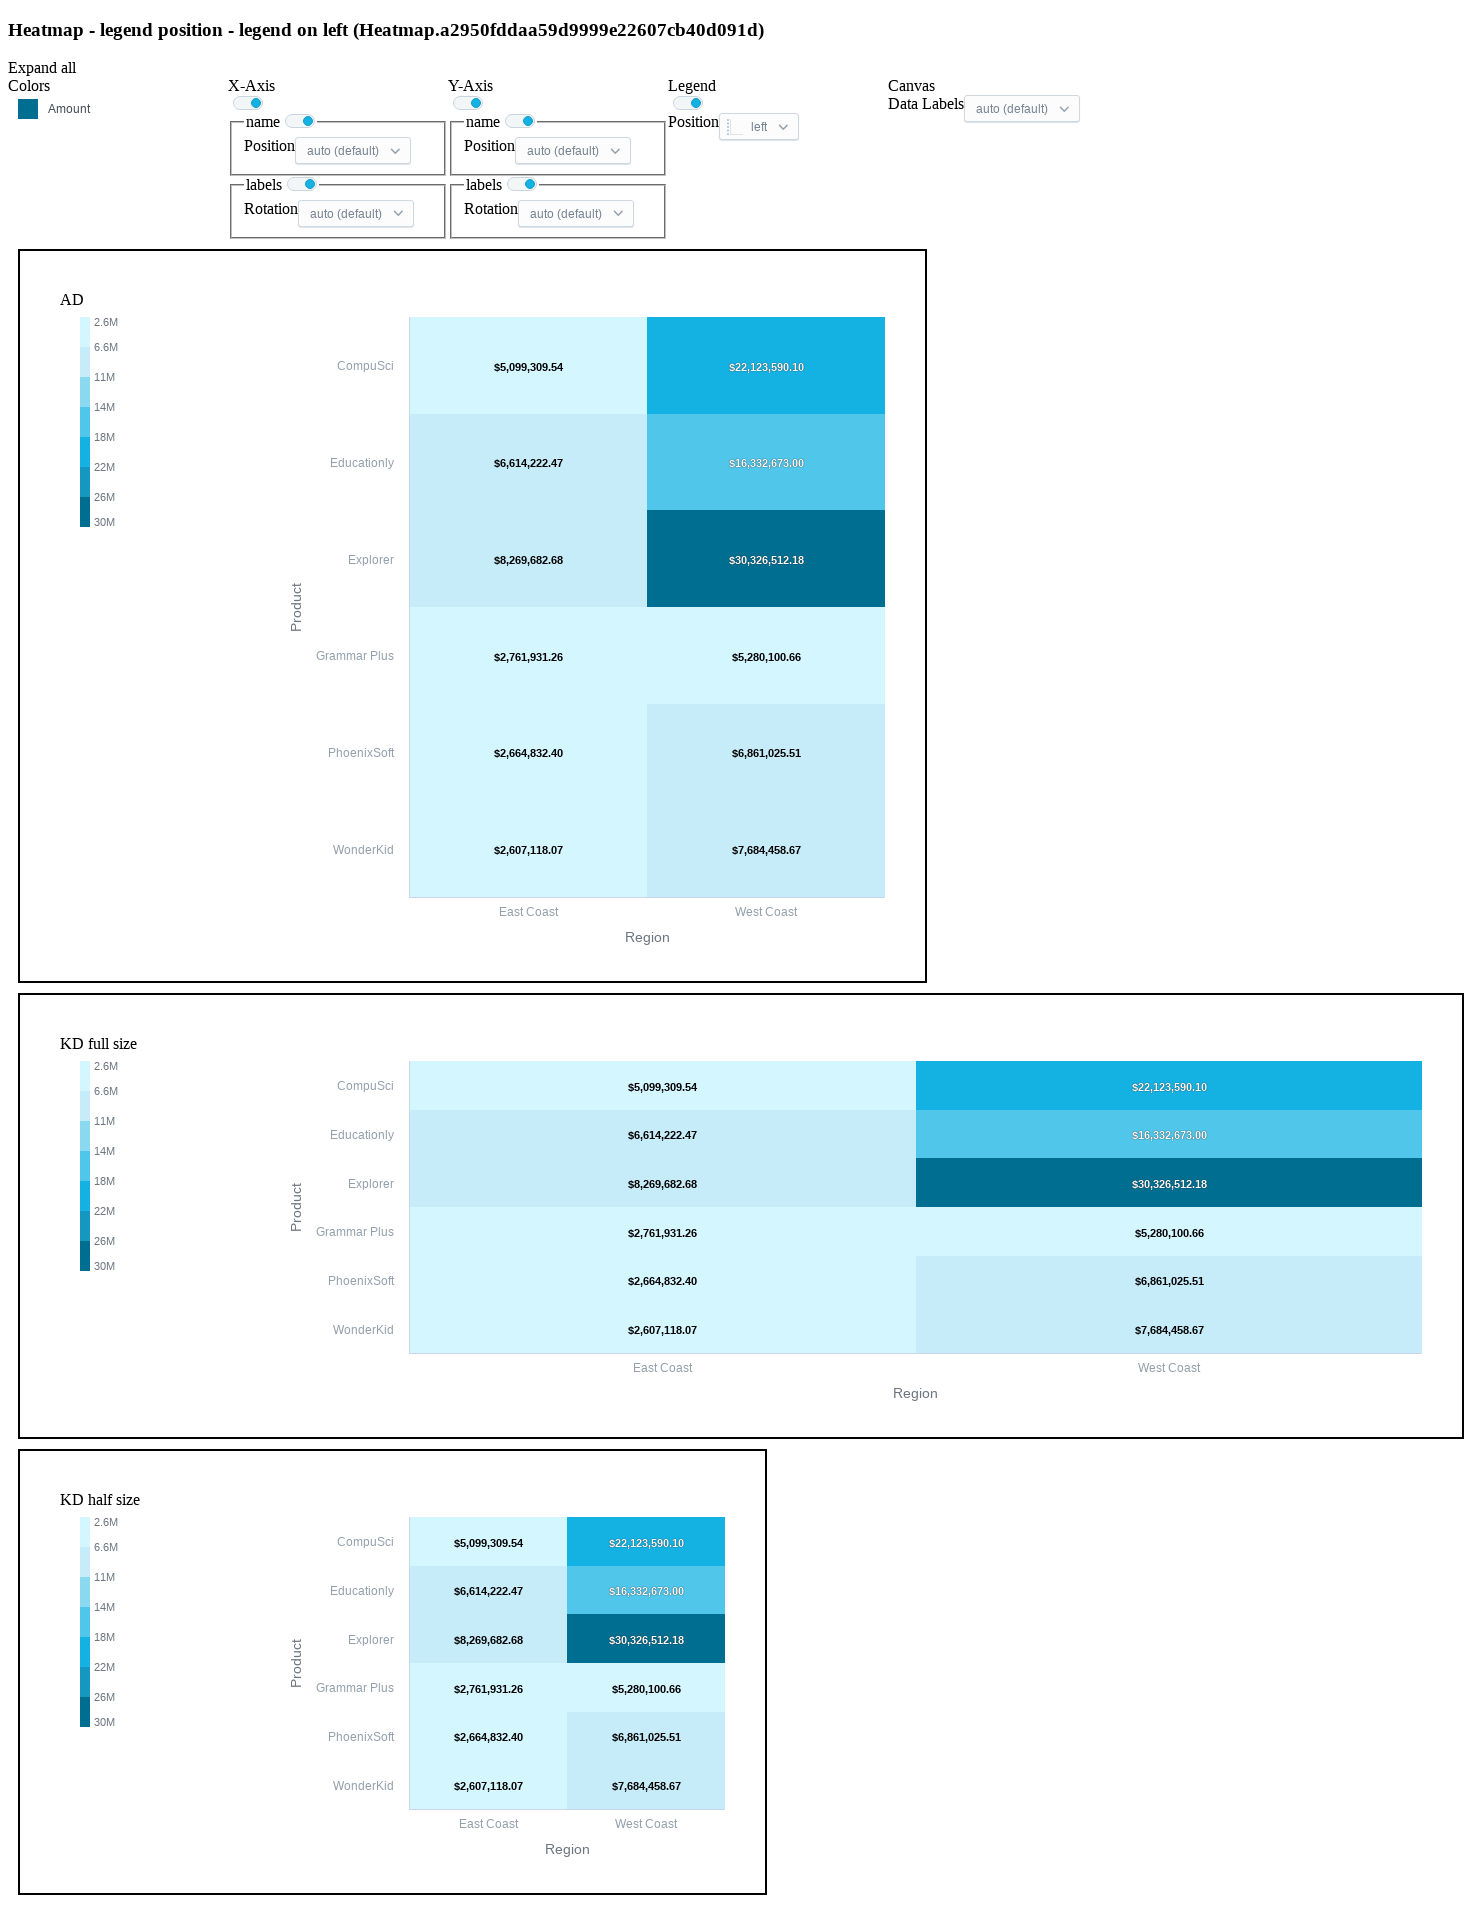 Heatmap - legend position - legend on left (Heatmap.a2950fddaa59d9999e22607cb40d091d)
Expand all
Colors
Amount
X-Axis
name
Position auto (default)
labels
Rotation auto (default)
Y-Axis
name
Position auto (default)
labels
Rotation auto (default)
Legend
Position left
Canvas
Data Labels auto (default)
AD
2.6M
6.6M
11M
14M
18M
22M
26M
30M
Product
CompuSci $5,099,309.54 $22,123,590.10
Educationly $6,614,222.47 $16,332,673.00
Explorer $8,269,682.68 $30,326,512.18
Grammar Plus $2,761,931.26 $5,280,100.66
PhoenixSoft $2,664,832.40 $6,861,025.51
WonderKid $2,607,118.07 $7,684,458.67
East Coast West Coast
Region
KD full size
2.6M
6.6M
11M
14M
18M
22M
26M
30M
Product
CompuSci $5,099,309.54 $22,123,590.10
Educationly $6,614,222.47 $16,332,673.00
Explorer $8,269,682.68 $30,326,512.18
Grammar Plus $2,761,931.26 $5,280,100.66
PhoenixSoft $2,664,832.40 $6,861,025.51
WonderKid $2,607,118.07 $7,684,458.67
East Coast West Coast
Region
KD half size
2.6M
6.6M
11M
14M
18M
22M
26M
30M
Product
CompuSci $5,099,309.54 $22,123,590.10
Educationly $6,614,222.47 $16,332,673.00
Explorer $8,269,682.68 $30,326,512.18
Grammar Plus $2,761,931.26 $5,280,100.66
PhoenixSoft $2,664,832.40 $6,861,025.51
WonderKid $2,607,118.07 $7,684,458.67
East Coast West Coast
Region